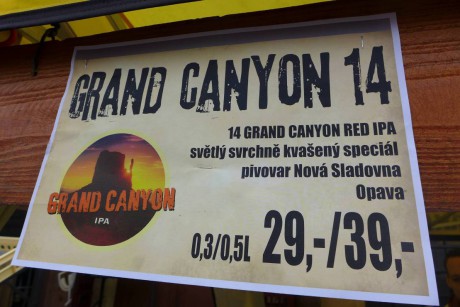 GRAND CANYON 14
14 GRAND CANYON RED IPA
světlý svrchně kvašený speciál
pivovar Nová Sladovna
Opava
GRAND CANYON
IPA
0,3/0,5L 29,-/39,-